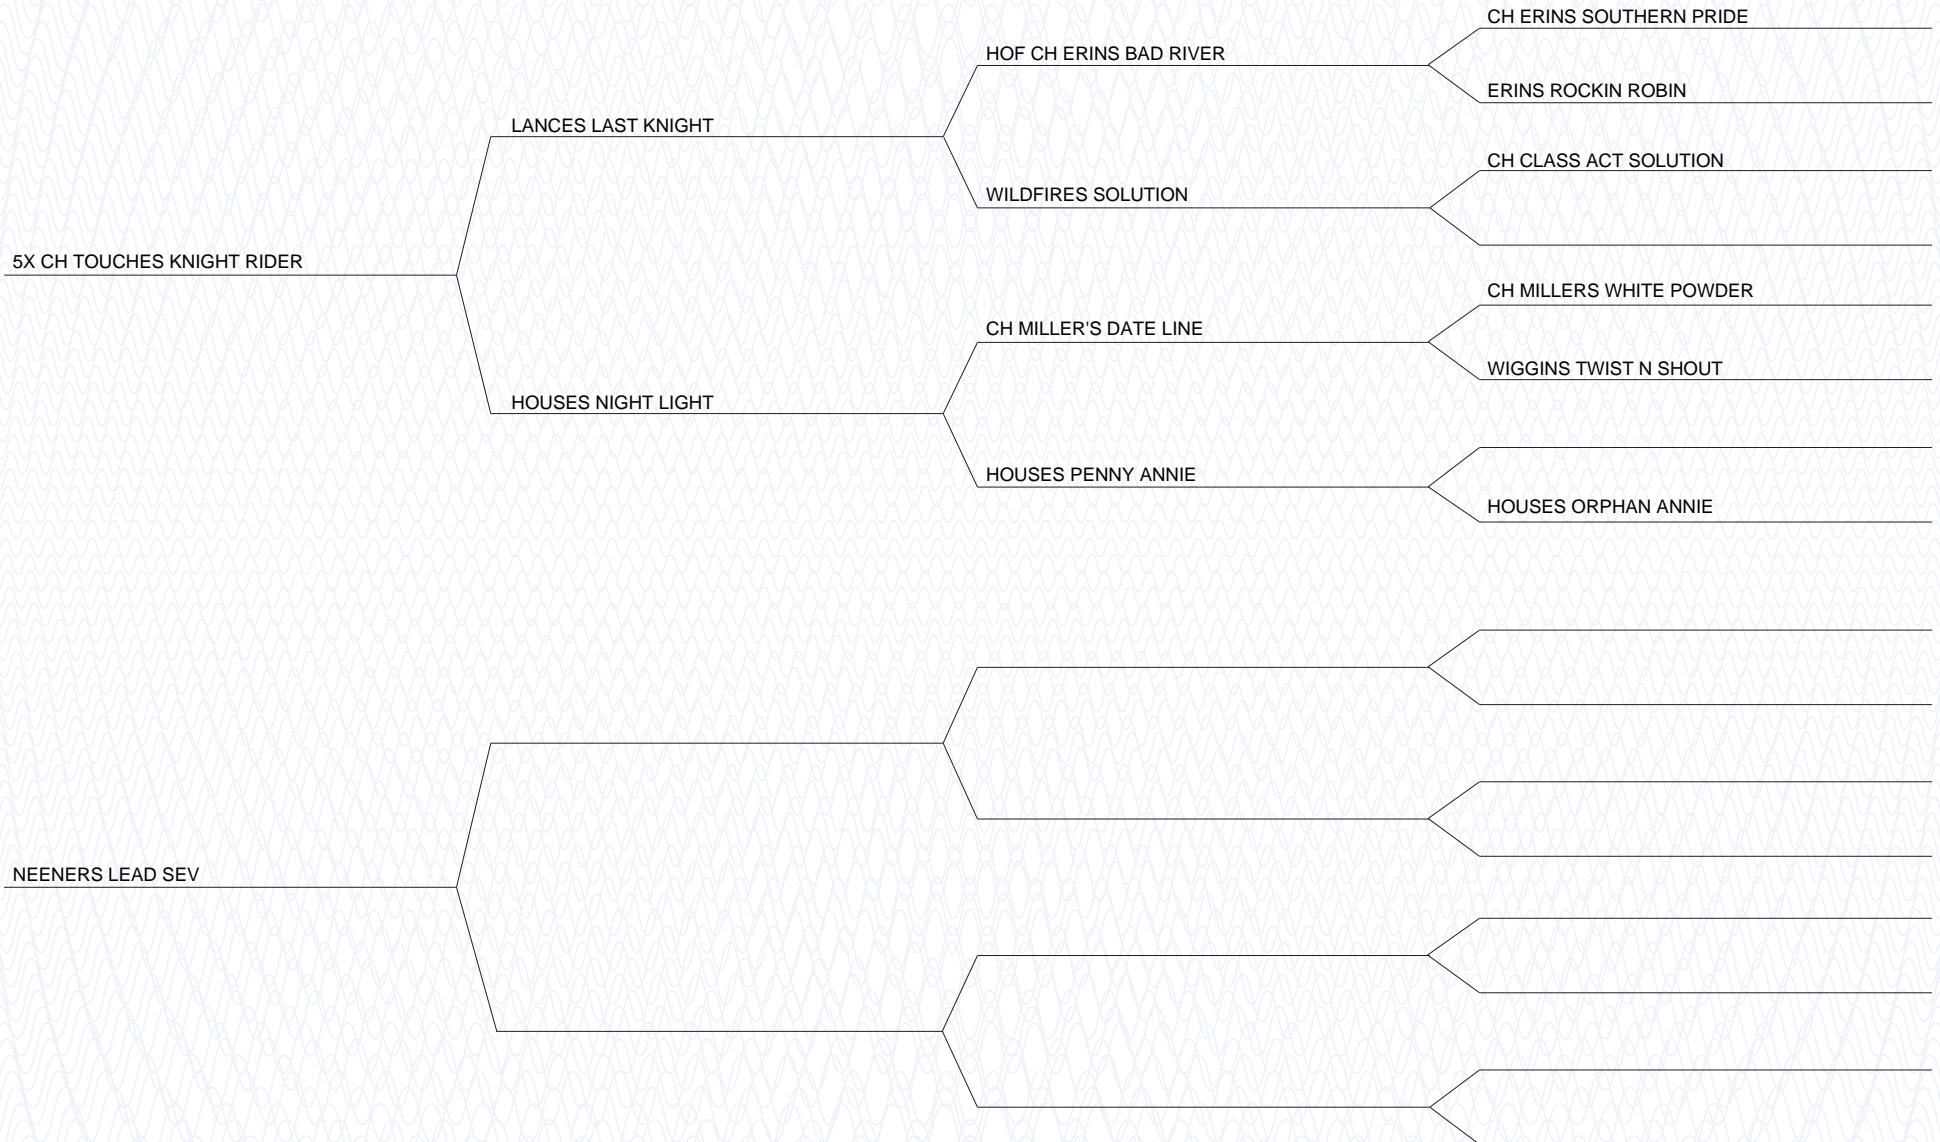 CH ERINS SOUTHERN PRIDE
HOF CH ERINS BAD RIVER
ERINS ROCKIN ROBIN
LANCES LAST KNIGHT
CH CLASS ACT SOLUTION
WILDFIRES SOLUTION
5X CH TOUCHES KNIGHT RIDER
CH MILLERS WHITE POWDER
CH MILLER'S DATE LINE
WIGGINS TWIST N SHOUT
HOUSES NIGHT LIGHT
HOUSES PENNY ANNIE
HOUSES ORPHAN ANNIE
NEENERS LEAD SEV